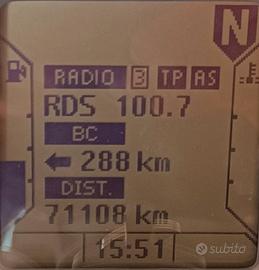 N
RADIO 3 TP AS
RDS 100.7
BC
288 km
DIST.
71108 km
15:51
subito